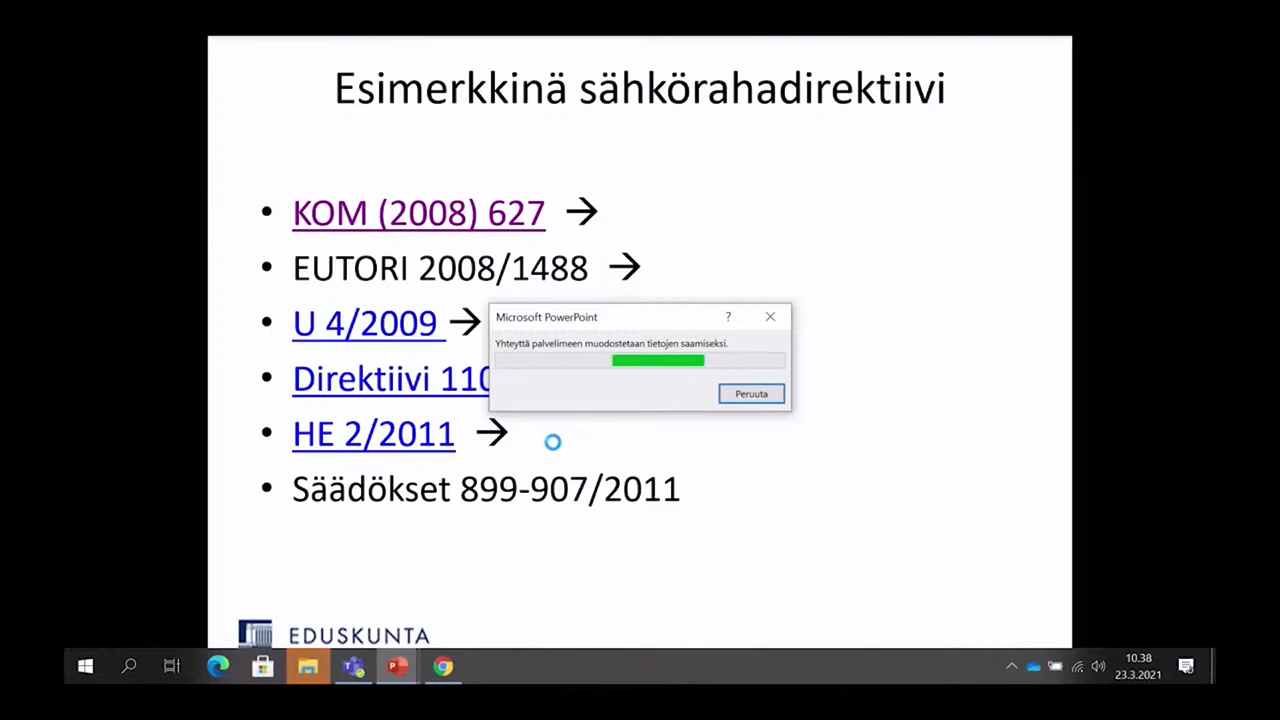 Esimerkkinä sähkörahadirektiivi
• KOM (2008) 627 →
• EUTORI 2008/1488 →
• U 4/2009 →
Microsoft PowerPoint
?
Yhteyttä palvelimeen muodostetaan tietojen saamiseksi.
• Direktiivi 110
Peruuta
• HE 2/2011 →
• Säädökset 899-907/2011
EDUSKUNTA
10.38
23.3.2021